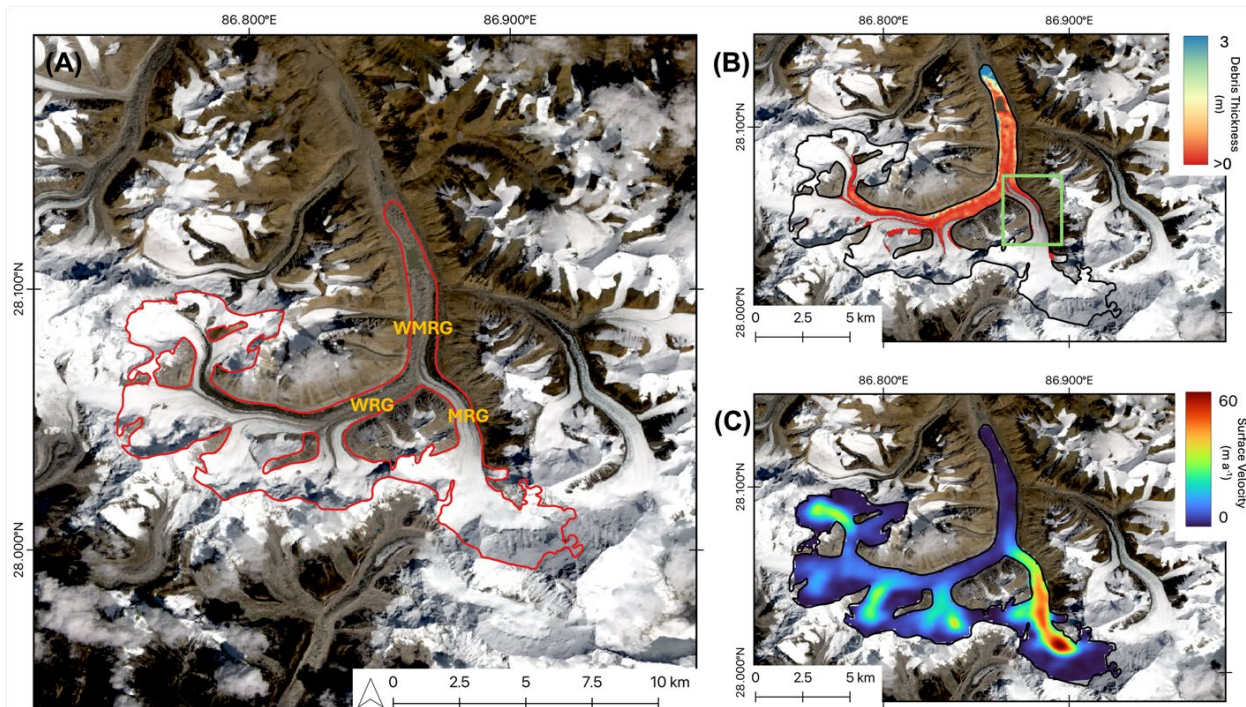 86.800°E
86.900°E
(A)
28.100°N
28.000°N
WMRG
WRG
MRG
0
2.5
5
7.5
10 km
86.800°E
86.900°E
(B)
28.100°N
28.000°N
3
Debris Thickness
(m)
>0
0
2.5
5 km
86.800°E
86.900°E
(C)
28.100°N
28.000°N
60
Surface Velocity
(m a⁻¹)
0
0
2.5
5 km